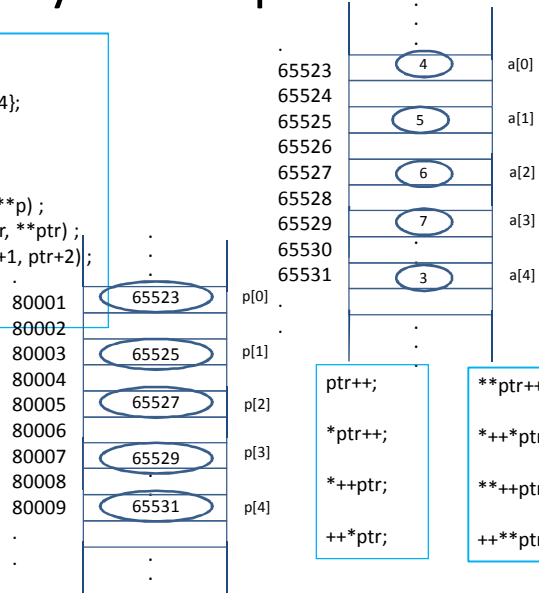 4};
**p) ;
r, **ptr) ;
+1, ptr+2) ;
.
.
.
80001 65523 p[0]
80002
80003 65525 p[1]
80004
80005 65527 p[2]
80006
80007 65529 p[3]
80008
80009 65531 p[4]
.
.
.
.
.
.
.
65523 4 a[0]
65524
65525 5 a[1]
65526
65527 6 a[2]
65528
65529 7 a[3]
65530
65531 3 a[4]
.
.
.
.
ptr++;
*ptr++;
*++ptr;
++*ptr;
**ptr++
*++*ptr
**++ptr
++**ptr